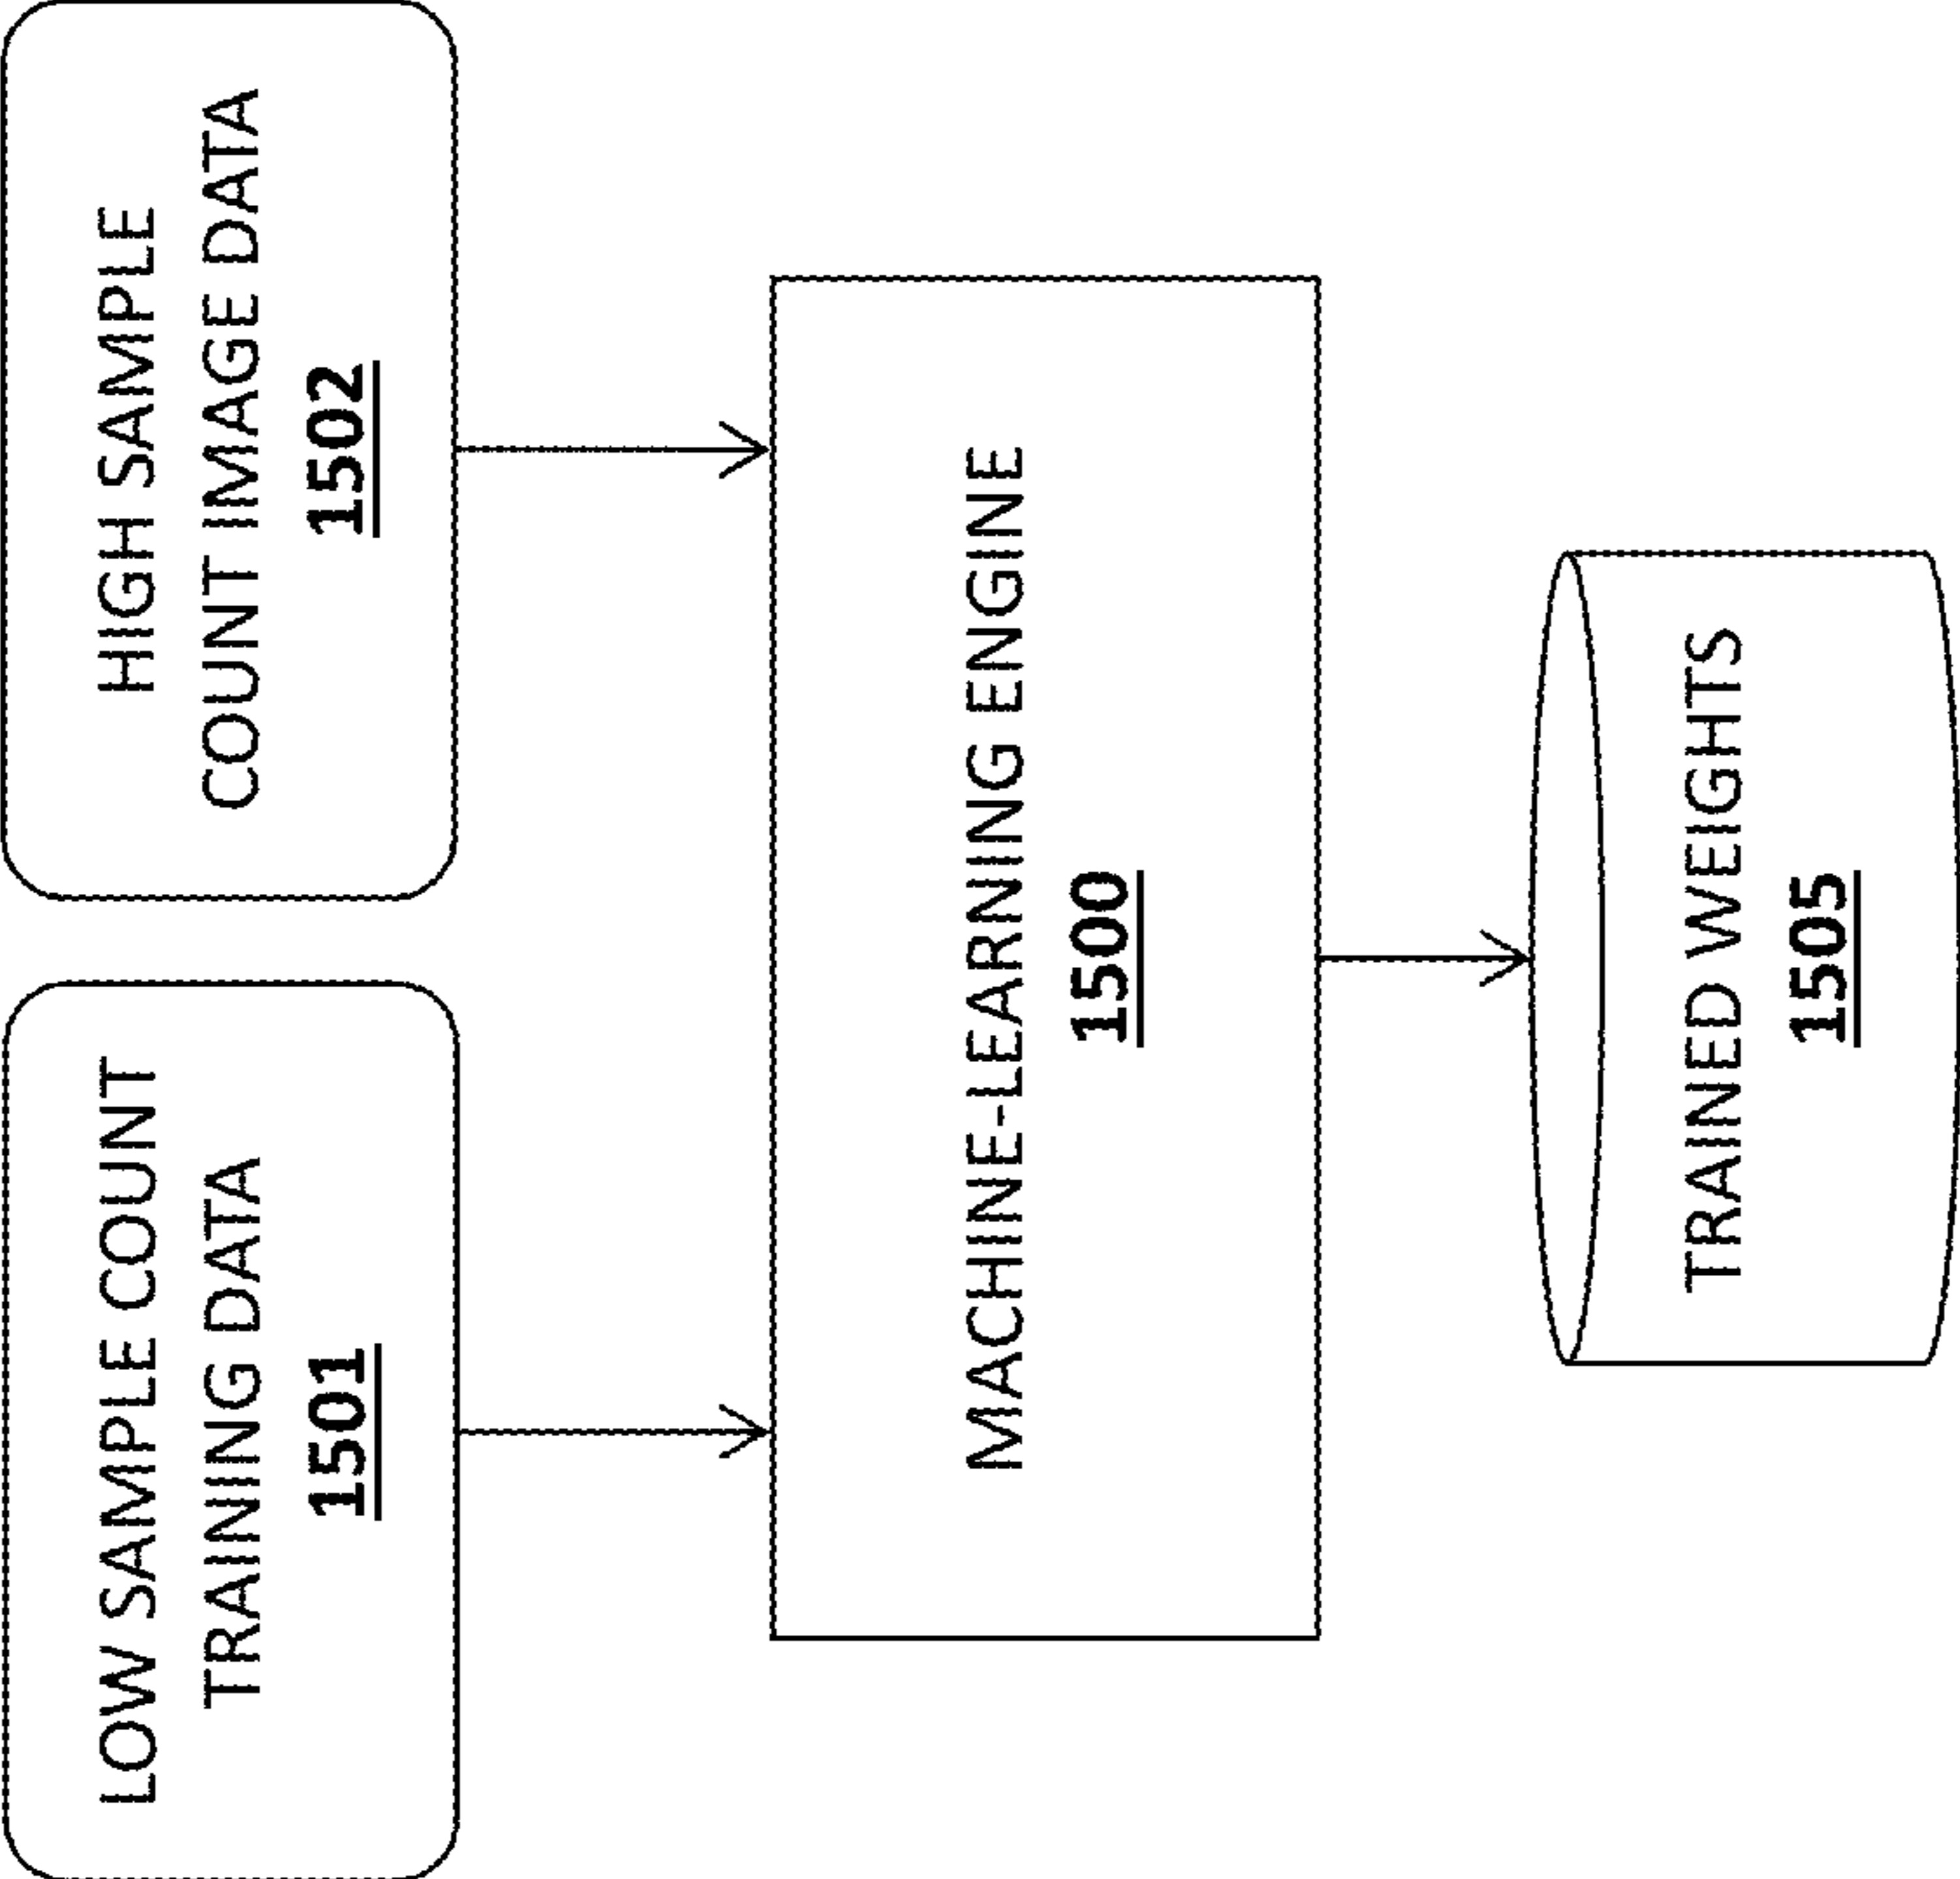 LOW SAMPLE COUNT
TRAINING DATA
1501
HIGH SAMPLE
COUNT IMAGE DATA
1502
MACHINE-LEARNING ENGINE
1500
TRAINED WEIGHTS
1505